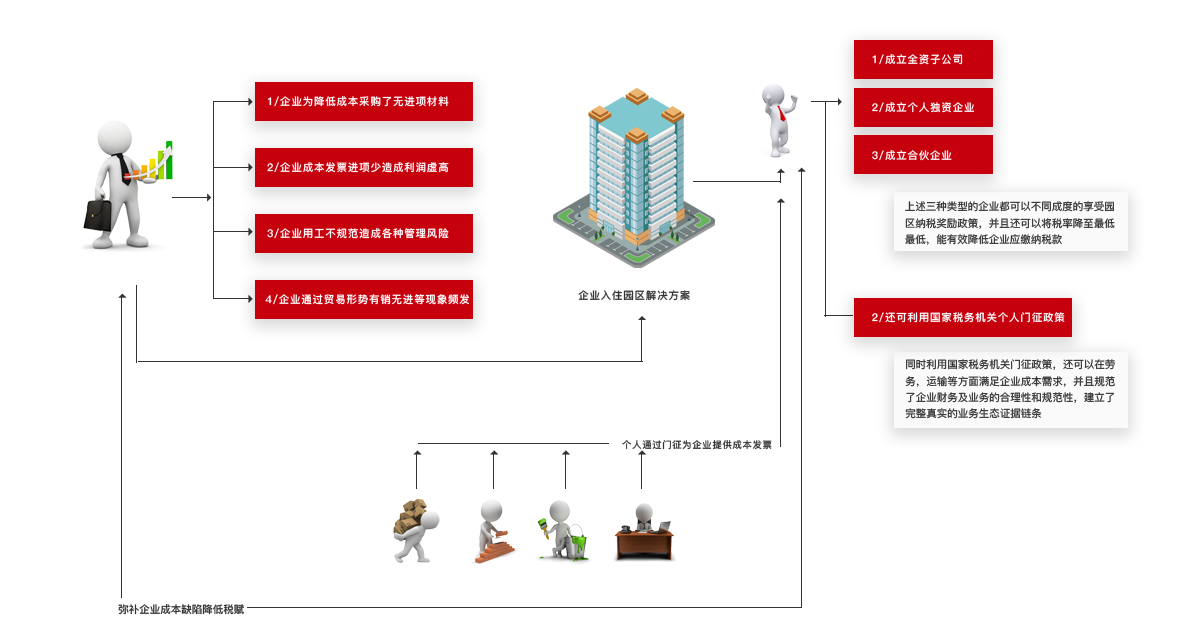 1/企业为降低成本采购了无进项材料
2/企业成本发票进项少造成利润虚高
3/企业用工不规范造成各种管理风险
4/企业通过贸易形势有销无进等现象频发
企业入住园区解决方案
1/成立全资子公司
2/成立个人独资企业
3/成立合伙企业
上述三种类型的企业都可以不同成度的享受园
区纳税奖励政策，并且还可以将税率降至最低
最低，能有效降低企业应缴纳税款
2/还可利用国家税务机关个人门征政策
同时利用国家税务机关门征政策，还可以在劳
务，运输等方面满足企业成本需求，并且规范
了企业财务及业务的合理性和规范性，建立了
完整真实的业务生态证据链条
个人通过门征为企业提供成本发票
弥补企业成本缺陷降低税赋